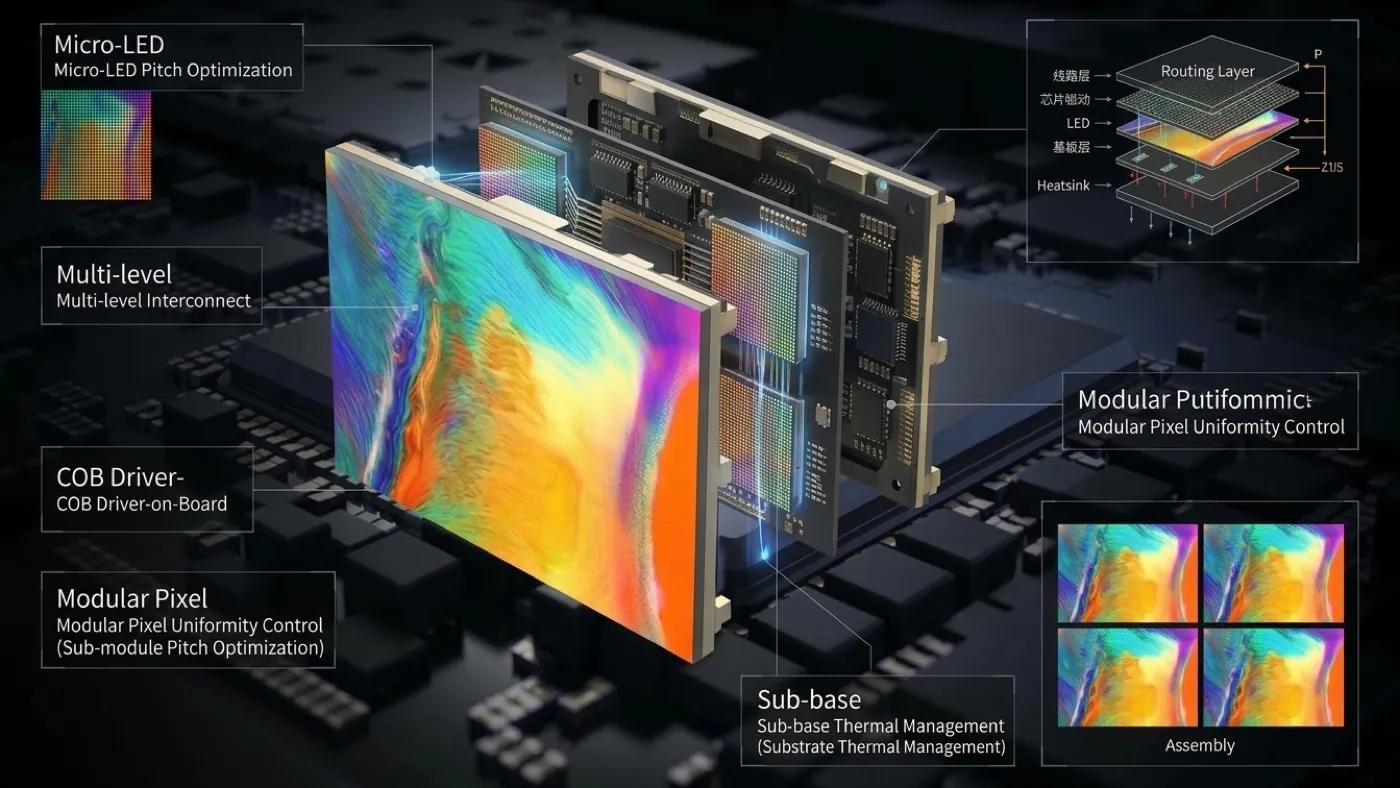 Micro-LED
Micro-LED Pitch Optimization
Multi-level
Multi-level Interconnect
COB Driver-
COB Driver-on-Board
Modular Pixel
Modular Pixel Uniformity Control
(Sub-module Pitch Optimization)
Sub-base
Sub-base Thermal Management
(Substrate Thermal Management)
Routing Layer
P
线路层
芯片驱动
LED
基板层
Z1JS
Heatsink
Modular Putifommict
Modular Pixel Uniformity Control
Assembly